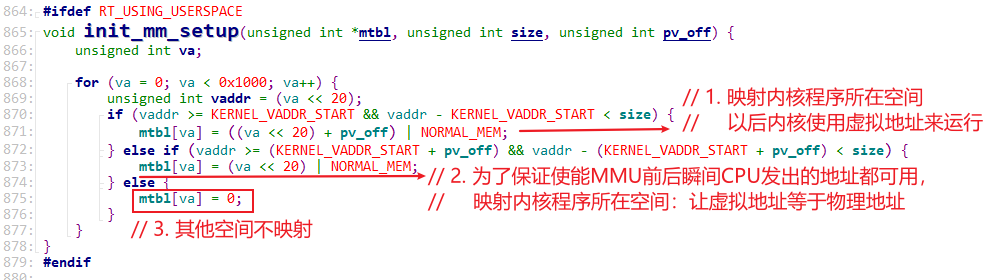 864: #ifdef RT_USING_USERSPACE
865: void init_mm_setup(unsigned int *mtbl, unsigned int size, unsigned int pv_off) {
866:     unsigned int va;
867:
868:     for (va = 0; va < 0x1000; va++) {
869:         unsigned int vaddr = (va << 20);
870:         if (vaddr >= KERNEL_VADDR_START && vaddr - KERNEL_VADDR_START < size) {
871:             mtbl[va] = ((va << 20) + pv_off) | NORMAL_MEM;
872:         } else if (vaddr >= (KERNEL_VADDR_START + pv_off) && vaddr - (KERNEL_VADDR_START + pv_off) < size) {
873:             mtbl[va] = (va << 20) | NORMAL_MEM;
874:         } else {
875:             mtbl[va] = 0;
876:         }
877:     }
878: }
879: #endif
880:
// 1. 映射内核程序所在空间
// 以后内核使用虚拟地址来运行
// 2. 为了保证使能MMU前后瞬间CPU发出的地址都可用，
// 映射内核程序所在空间：让虚拟地址等于物理地址
// 3. 其他空间不映射